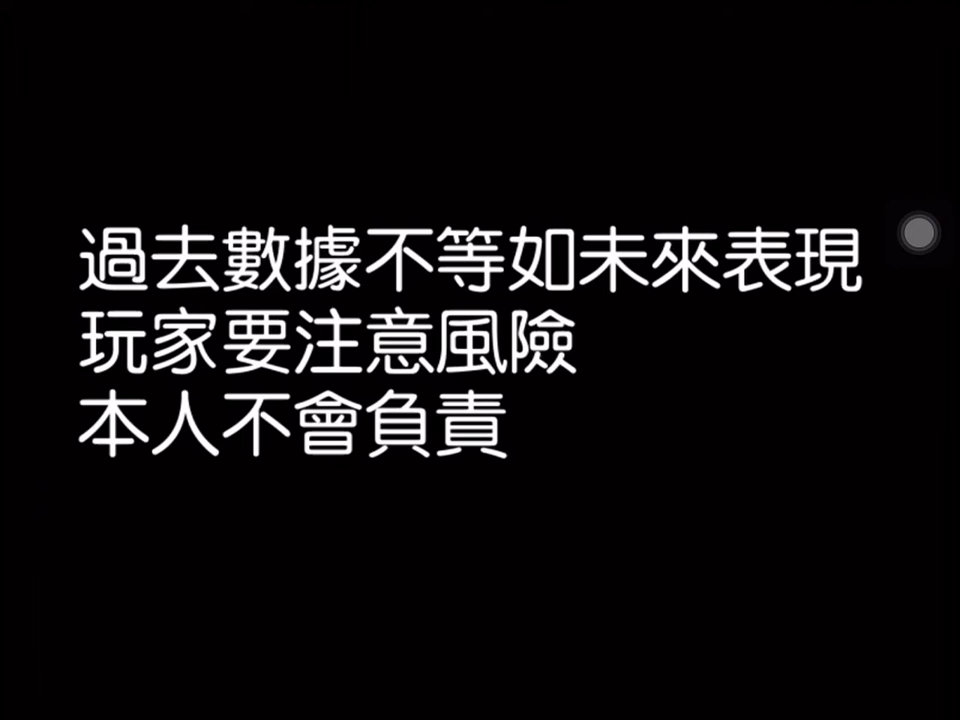 過去數據不等如未來表現
玩家要注意風險
本人不會負責